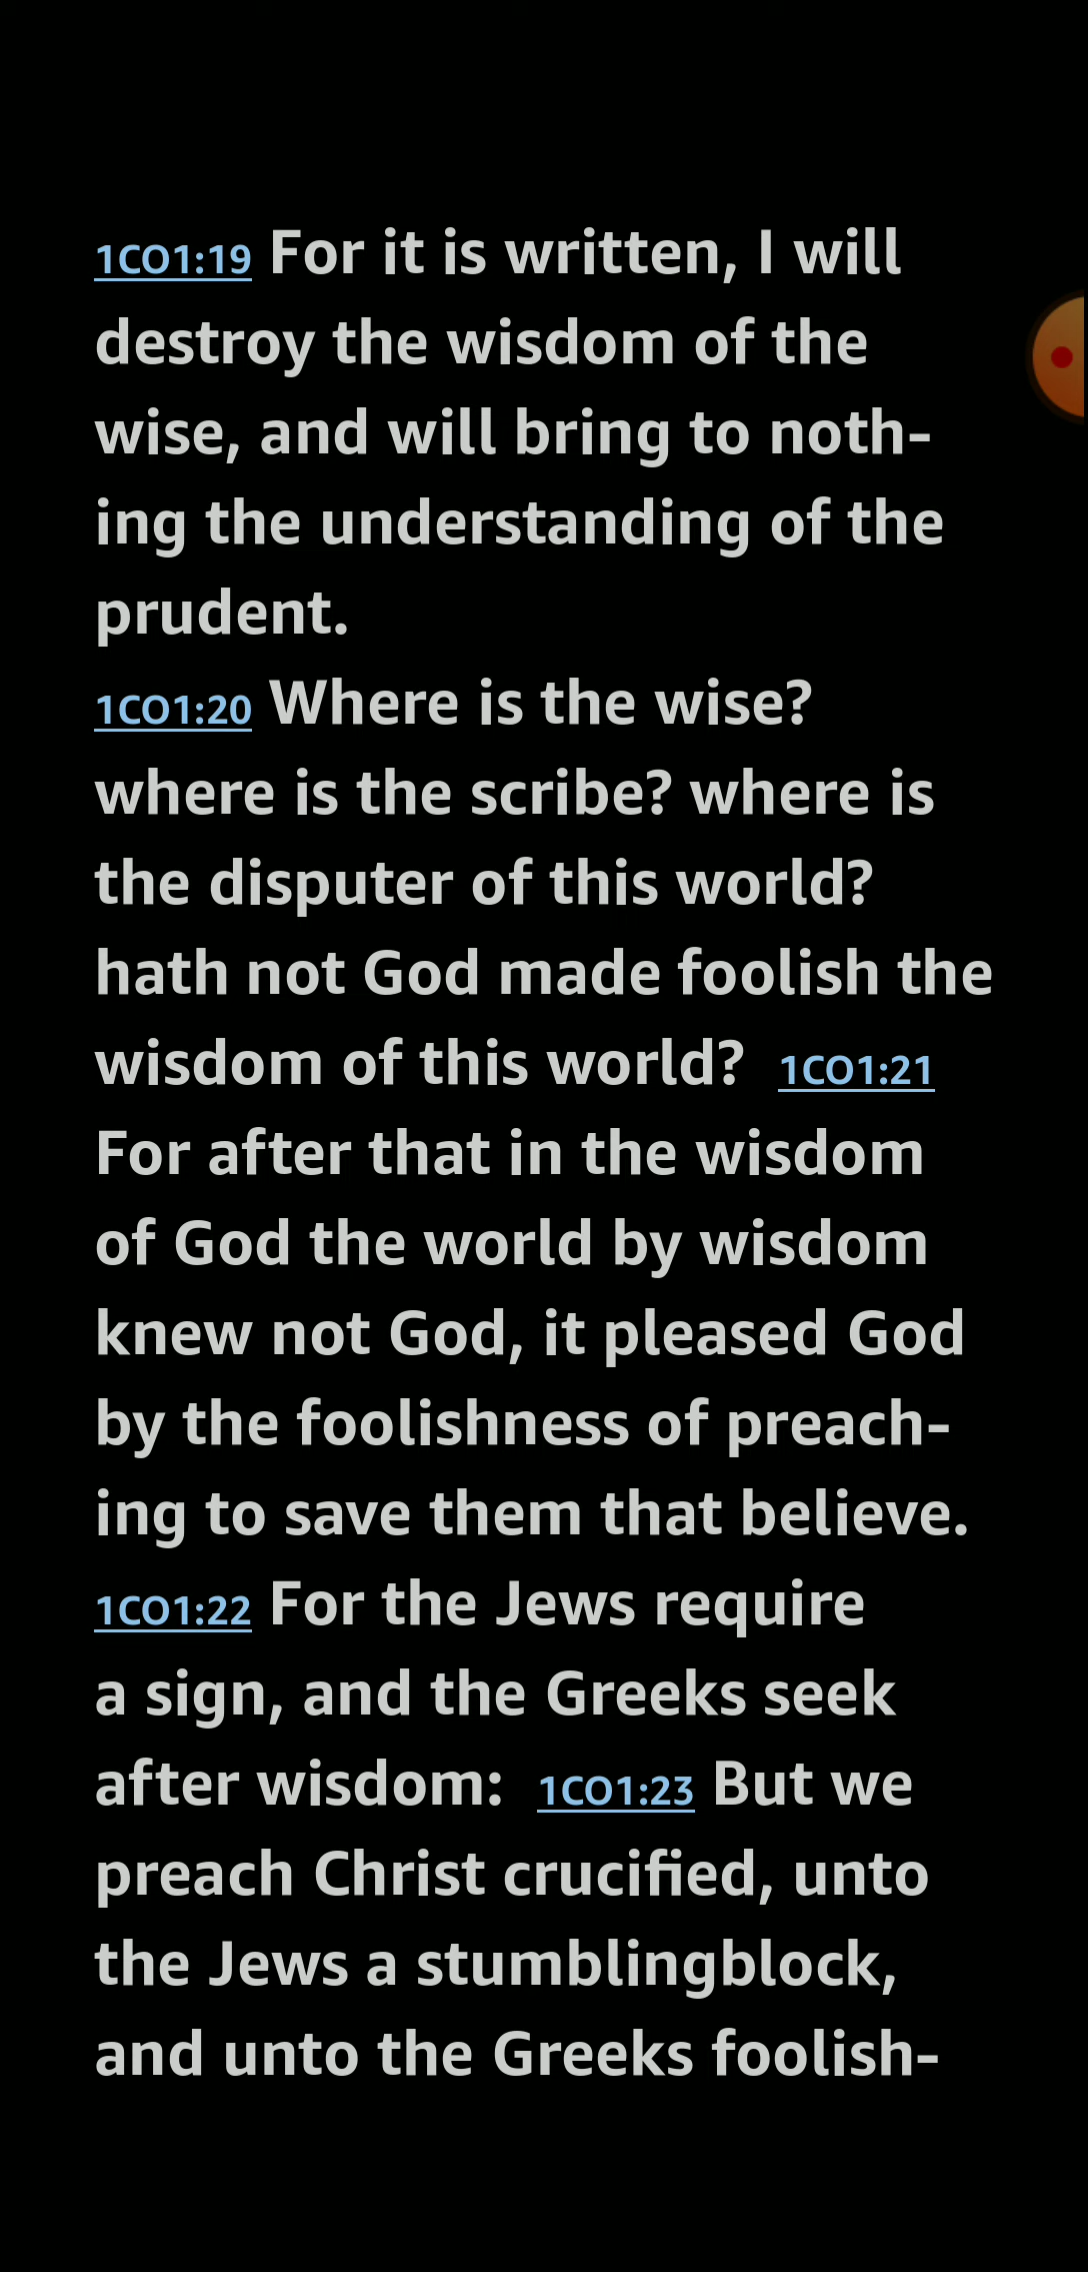 1CO1:19 For it is written, I will
destroy the wisdom of the
wise, and will bring to noth-
ing the understanding of the
prudent.
1CO1:20 Where is the wise?
where is the scribe? where is
the disputer of this world?
hath not God made foolish the
wisdom of this world? 1CO1:21
For after that in the wisdom
of God the world by wisdom
knew not God, it pleased God
by the foolishness of preach-
ing to save them that believe.
1CO1:22 For the Jews require
a sign, and the Greeks seek
after wisdom: 1CO1:23 But we
preach Christ crucified, unto
the Jews a stumblingblock,
and unto the Greeks foolish-